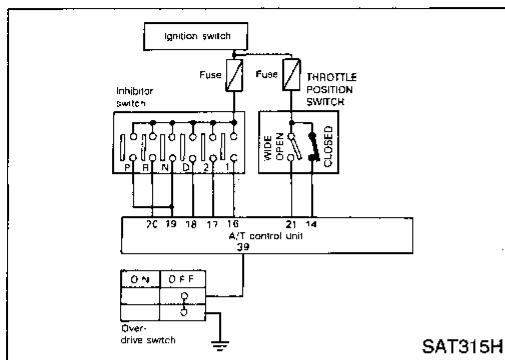 Ignition switch
Fuse
Fuse
THROTTLE
POSITION
SWITCH
Inhibitor
switch
WIDE
OPEN
CLOSED
P R N D 2 1
20 19 18 17 16 21 14
A/T control unit
39
ON OFF
Over-
drive switch
SAT315H